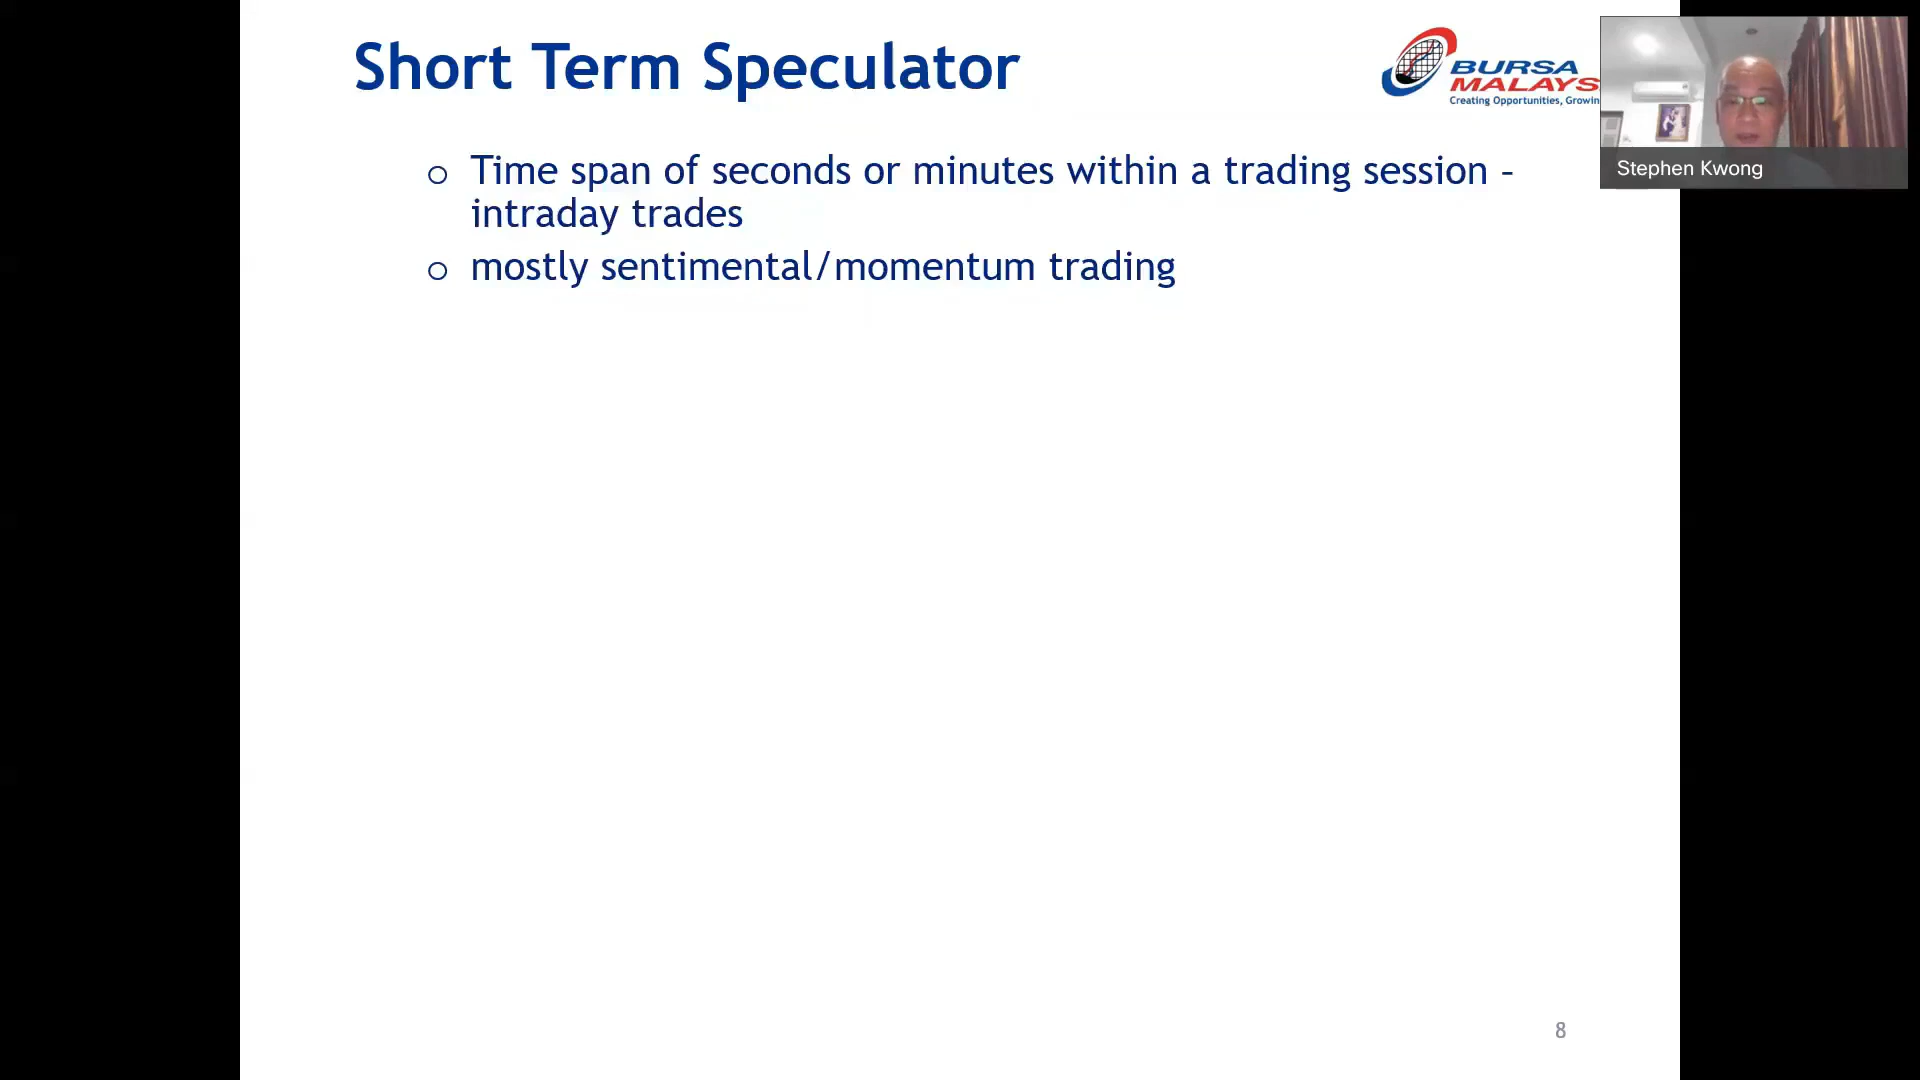 Short Term Speculator
BURSA
MALAYS
Creating Opportunities, Growin
Stephen Kwong
o Time span of seconds or minutes within a trading session –
intraday trades
o mostly sentimental/momentum trading
8